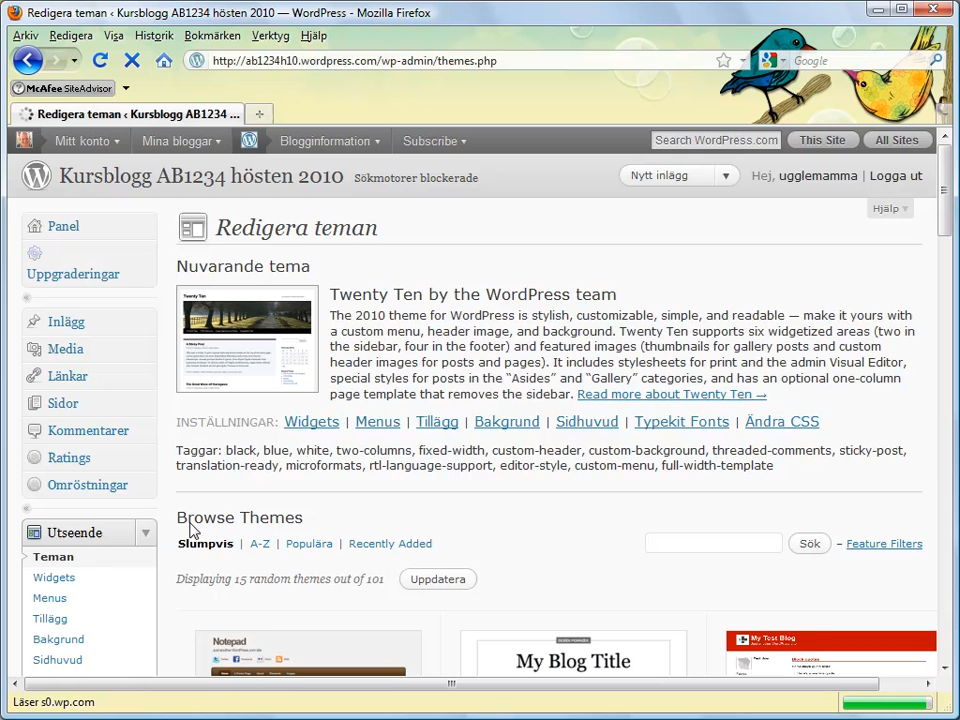 Redigera teman ‹ Kursblogg AB1234 hösten 2010 — WordPress - Mozilla Firefox
Arkiv Redigera Visa Historik Bokmärken Verktyg Hjälp
http://ab1234h10.wordpress.com/wp-admin/themes.php
Google
McAfee SiteAdvisor
Redigera teman ‹ Kursblogg AB1234 ...
Mitt konto Mina bloggar Blogginformation Subscribe Search WordPress.com This Site All Sites
Kursblogg AB1234 hösten 2010 Sökmotorer blockerade Nytt inlägg Hej, ugglemamma | Logga ut
Hjälp
Panel
Uppgraderingar
Inlägg
Media
Länkar
Sidor
Kommentarer
Ratings
Omröstningar
Utseende
Teman
Widgets
Menus
Tillägg
Bakgrund
Sidhuvud
Redigera teman
Nuvarande tema
Twenty Ten
Twenty Ten by the WordPress team
The 2010 theme for WordPress is stylish, customizable, simple, and readable — make it yours with
a custom menu, header image, and background. Twenty Ten supports six widgetized areas (two in
the sidebar, four in the footer) and featured images (thumbnails for gallery posts and custom
header images for posts and pages). It includes stylesheets for print and the admin Visual Editor,
special styles for posts in the “Asides” and “Gallery” categories, and has an optional one-column
page template that removes the sidebar. Read more about Twenty Ten →
INSTÄLLNINGAR: Widgets | Menus | Tillägg | Bakgrund | Sidhuvud | Typekit Fonts | Ändra CSS
Taggar: black, blue, white, two-columns, fixed-width, custom-header, custom-background, threaded-comments, sticky-post,
translation-ready, microformats, rtl-language-support, editor-style, custom-menu, full-width-template
Browse Themes
Slumpvis | A-Z | Populära | Recently Added Sök – Feature Filters
Displaying 15 random themes out of 101 Uppdatera
Notepad
My Blog Title
My Test Blog
Läser s0.wp.com